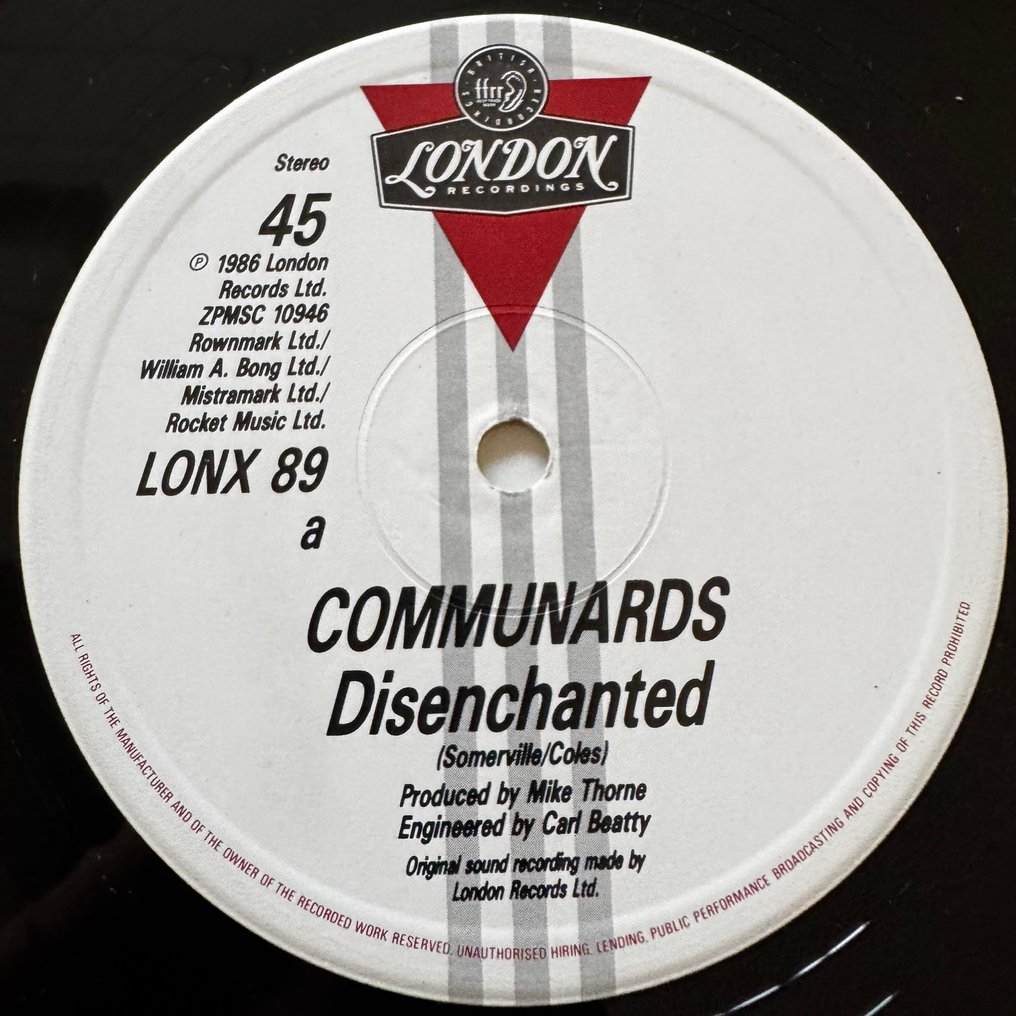 BRITISH
ffrr
RECORDINGS
LONDON
RECORDINGS
Stereo
45
℗ 1986 London
Records Ltd.
ZPMSC 10946
Rownmark Ltd./
William A. Bong Ltd./
Mistramark Ltd./
Rocket Music Ltd.
LONX 89
a
COMMUNARDS
Disenchanted
(Somerville/Coles)
Produced by Mike Thorne
Engineered by Carl Beatty
Original sound recording made by
London Records Ltd.
ALL RIGHTS OF THE MANUFACTURER AND OF THE OWNER OF THE RECORDED WORK RESERVED. UNAUTHORISED HIRING, LENDING, PUBLIC PERFORMANCE BROADCASTING AND COPYING OF THIS RECORD PROHIBITED